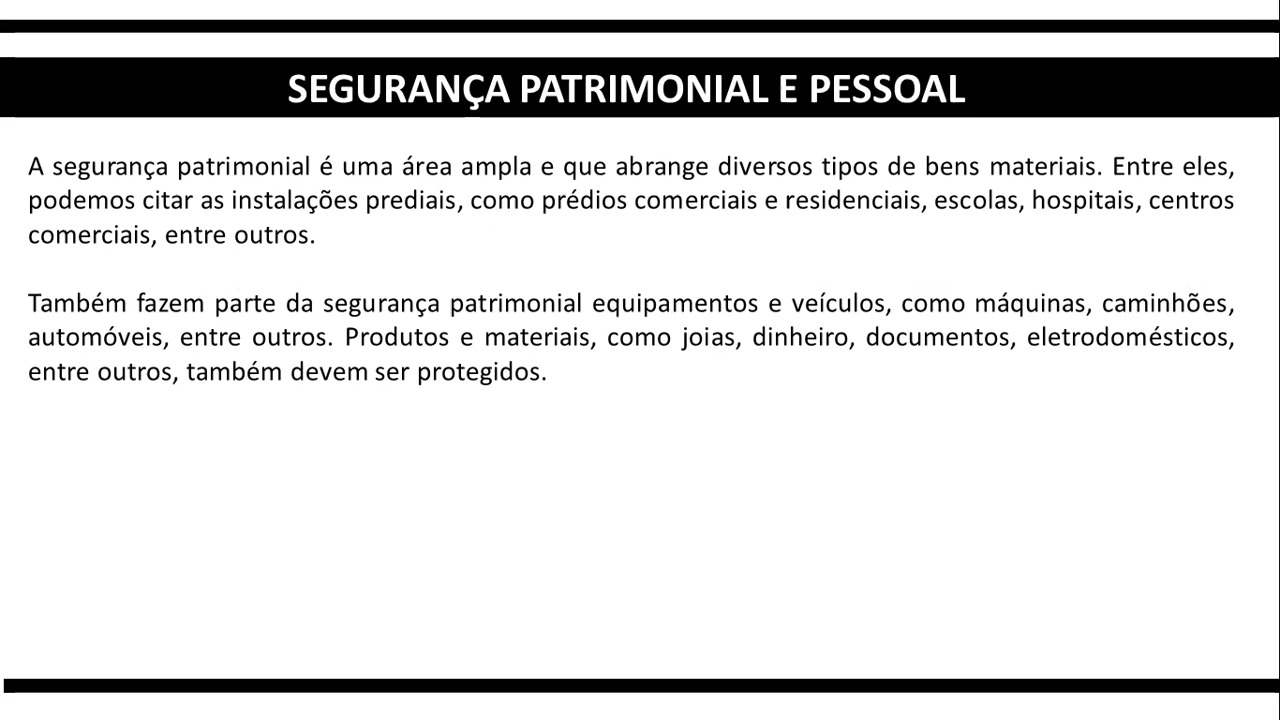 SEGURANÇA PATRIMONIAL E PESSOAL
A segurança patrimonial é uma área ampla e que abrange diversos tipos de bens materiais. Entre eles,
podemos citar as instalações prediais, como prédios comerciais e residenciais, escolas, hospitais, centros
comerciais, entre outros.
Também fazem parte da segurança patrimonial equipamentos e veículos, como máquinas, caminhões,
automóveis, entre outros. Produtos e materiais, como joias, dinheiro, documentos, eletrodomésticos,
entre outros, também devem ser protegidos.